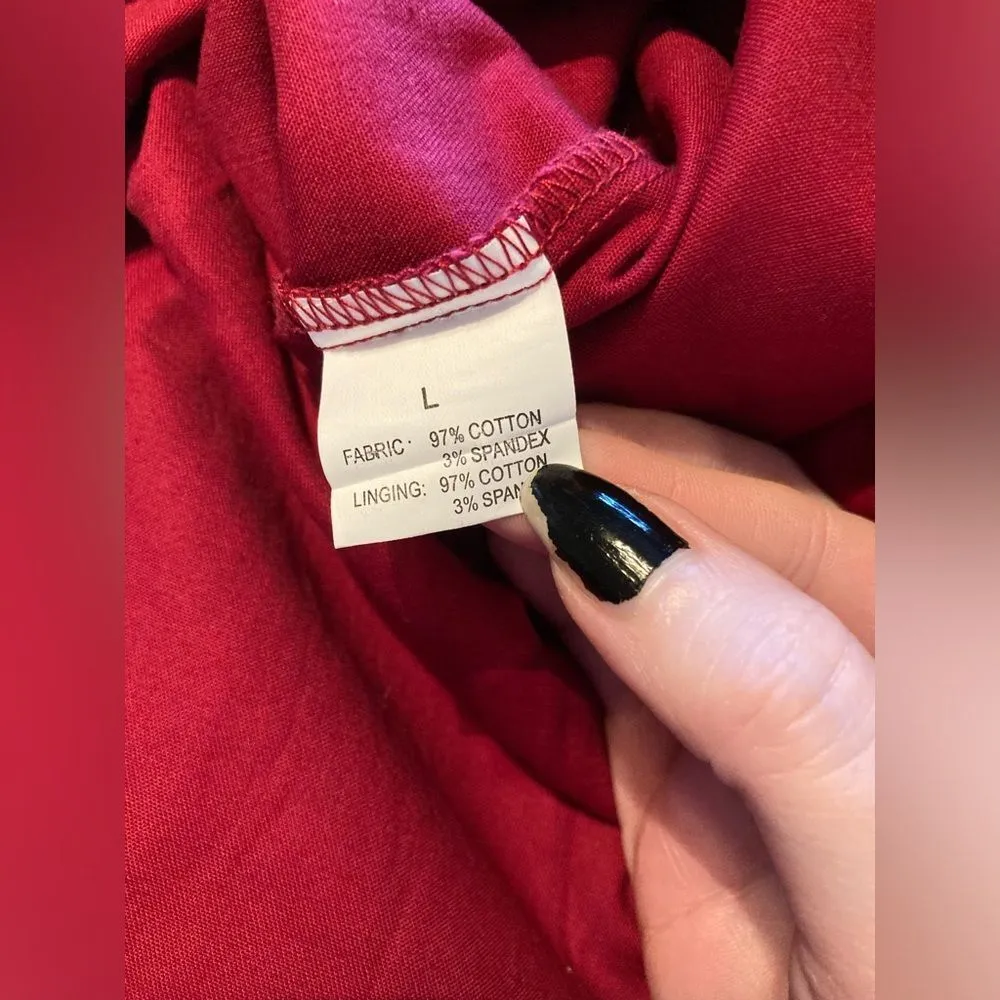 L
FABRIC: 97% COTTON
3% SPANDEX
LINGING: 97% COTTON
3% SPAN